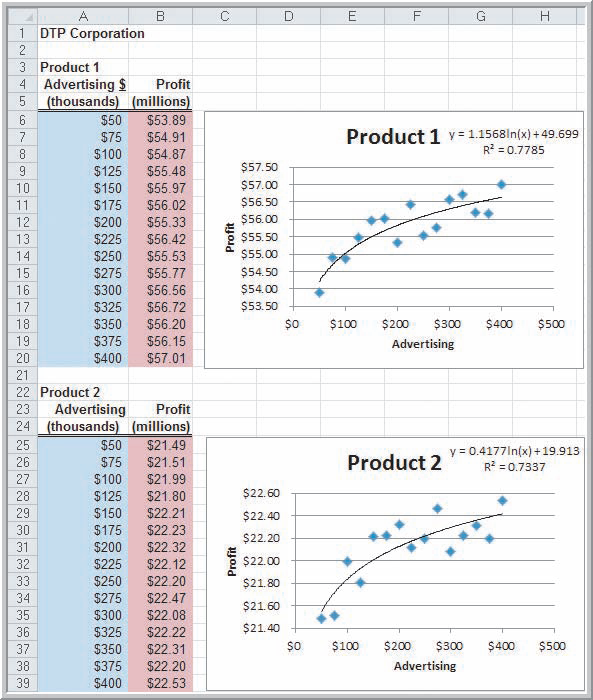 A B C D E F G H
1 DTP Corporation
2
3 Product 1
4 Advertising $ Profit
5 (thousands) (millions)
6 $50 $53.89
7 $75 $54.91
8 $100 $54.87
9 $125 $55.48
10 $150 $55.97
11 $175 $56.02
12 $200 $55.33
13 $225 $56.42
14 $250 $55.53
15 $275 $55.77
16 $300 $56.56
17 $325 $56.72
18 $350 $56.20
19 $375 $56.15
20 $400 $57.01
Product 1
y = 1.1568ln(x) + 49.699
R² = 0.7785
$57.50
$57.00
$56.50
$56.00
$55.50
$55.00
$54.50
$54.00
$53.50
Profit
$0 $100 $200 $300 $400 $500
Advertising
21
22 Product 2
23 Advertising Profit
24 (thousands) (millions)
25 $50 $21.49
26 $75 $21.51
27 $100 $21.99
28 $125 $21.80
29 $150 $22.21
30 $175 $22.23
31 $200 $22.32
32 $225 $22.12
33 $250 $22.20
34 $275 $22.47
35 $300 $22.08
36 $325 $22.22
37 $350 $22.31
38 $375 $22.20
39 $400 $22.53
Product 2
y = 0.4177ln(x) + 19.913
R² = 0.7337
$22.60
$22.40
$22.20
$22.00
$21.80
$21.60
$21.40
Profit
$0 $100 $200 $300 $400 $500
Advertising